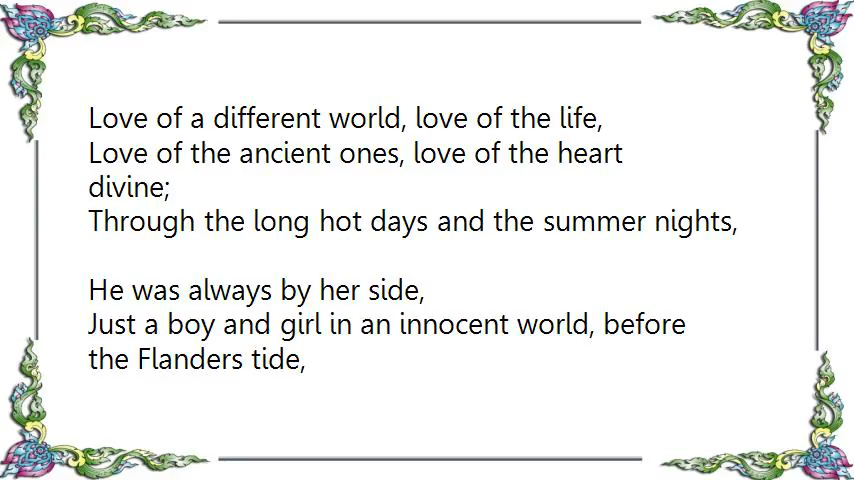 Love of a different world, love of the life,
Love of the ancient ones, love of the heart
divine;
Through the long hot days and the summer nights,
He was always by her side,
Just a boy and girl in an innocent world, before
the Flanders tide,